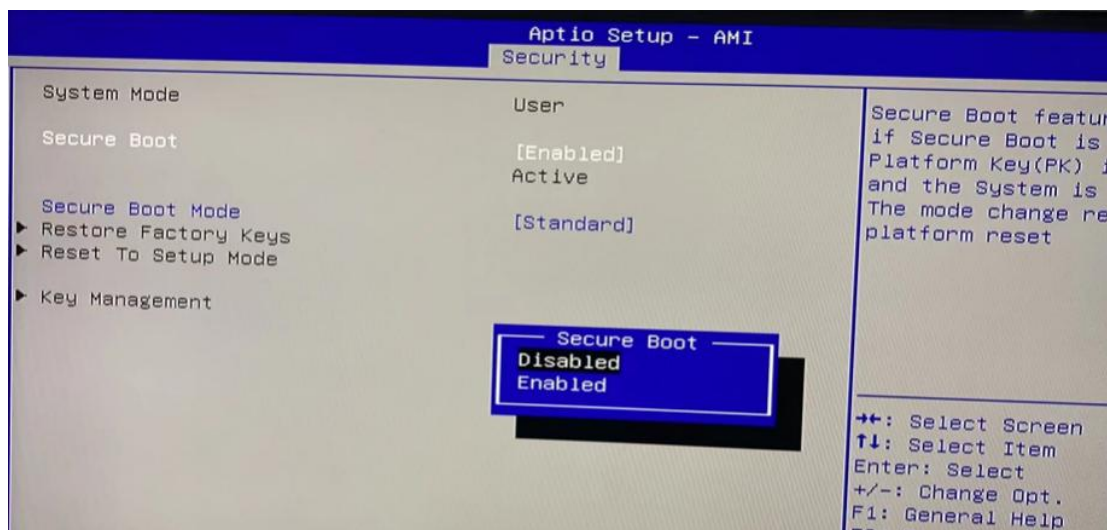 Aptio Setup - AMI
Security
System Mode
User
Secure Boot
[Enabled]
Active
Secure Boot Mode
[Standard]
Restore Factory Keys
Reset To Setup Mode
Key Management
Secure Boot
Disabled
Enabled
Secure Boot
if Secure Boot is
Platform Key(PK)
and the System is
The mode change
platform reset
→←: Select Screen
↑↓: Select Item
Enter: Select
+/-: Change Opt.
F1: General Help